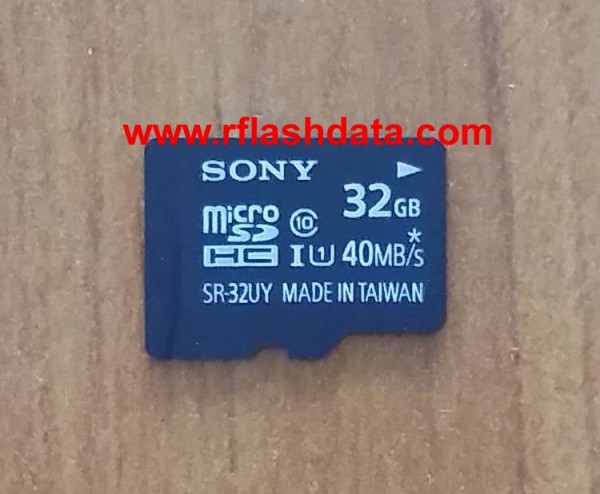 www.rflashdata.com
SONY
32GB
micro SD HC 10
I U1 40MB/s*
SR-32UY MADE IN TAIWAN